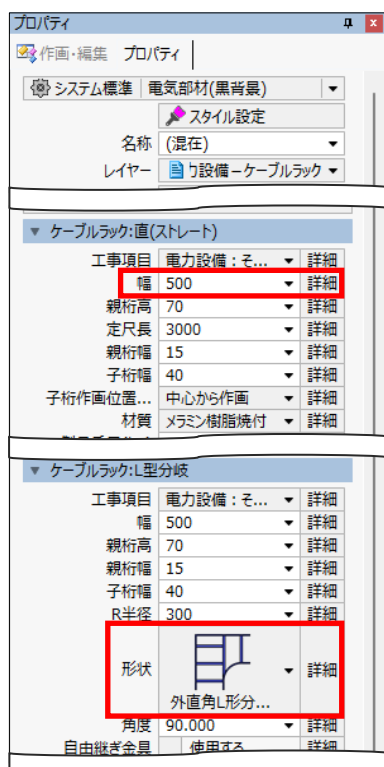 プロパティ
作画・編集 プロパティ
システム標準 電気部材(黒背景)
スタイル設定
名称 (混在)
レイヤー 力設備－ケーブルラック
ケーブルラック:直(ストレート)
工事項目 電力設備：そ... 詳細
幅 500 詳細
親桁高 70 詳細
定尺長 3000 詳細
親桁幅 15 詳細
子桁幅 40 詳細
子桁作画位置... 中心から作画 詳細
材質 メラミン樹脂焼付 詳細
ケーブルラック:L型分岐
工事項目 電力設備：そ... 詳細
幅 500 詳細
親桁高 70 詳細
親桁幅 15 詳細
子桁幅 40 詳細
R半径 300 詳細
形状 外直角L形分... 詳細
角度 90.000 詳細
自由継ぎ金具 使用する 詳細